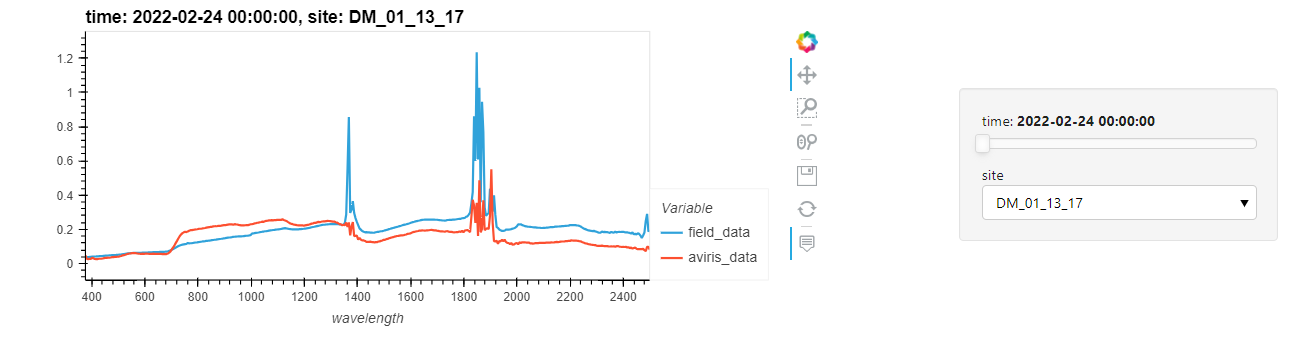 time: 2022-02-24 00:00:00, site: DM_01_13_17
1.2
1
0.8
0.6
0.4
0.2
0
400 600 800 1000 1200 1400 1600 1800 2000 2200 2400
wavelength
Variable
field_data
aviris_data
time: 2022-02-24 00:00:00
site
DM_01_13_17